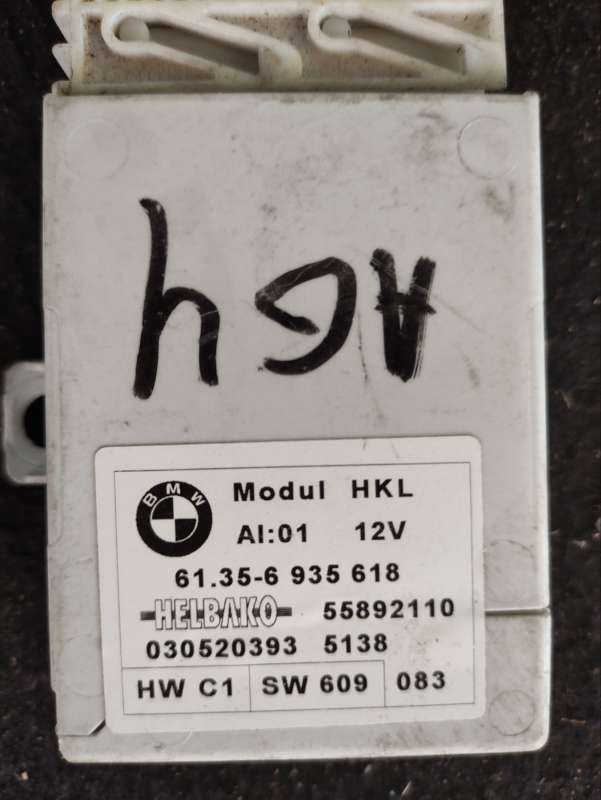 BMW
Modul HKL
AI:01 12V
61.35-6 935 618
HELBAKO 55892110
030520393 5138
HW C1 SW 609 083